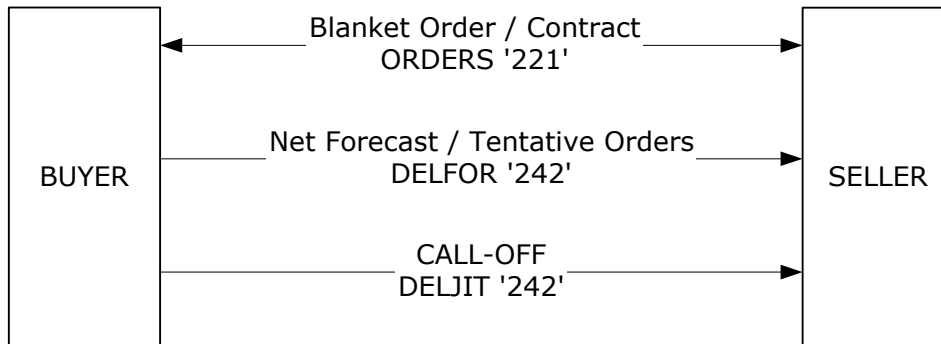 Blanket Order / Contract
ORDERS '221'
Net Forecast / Tentative Orders
DELFOR '242'
BUYER
SELLER
CALL-OFF
DELJIT '242'